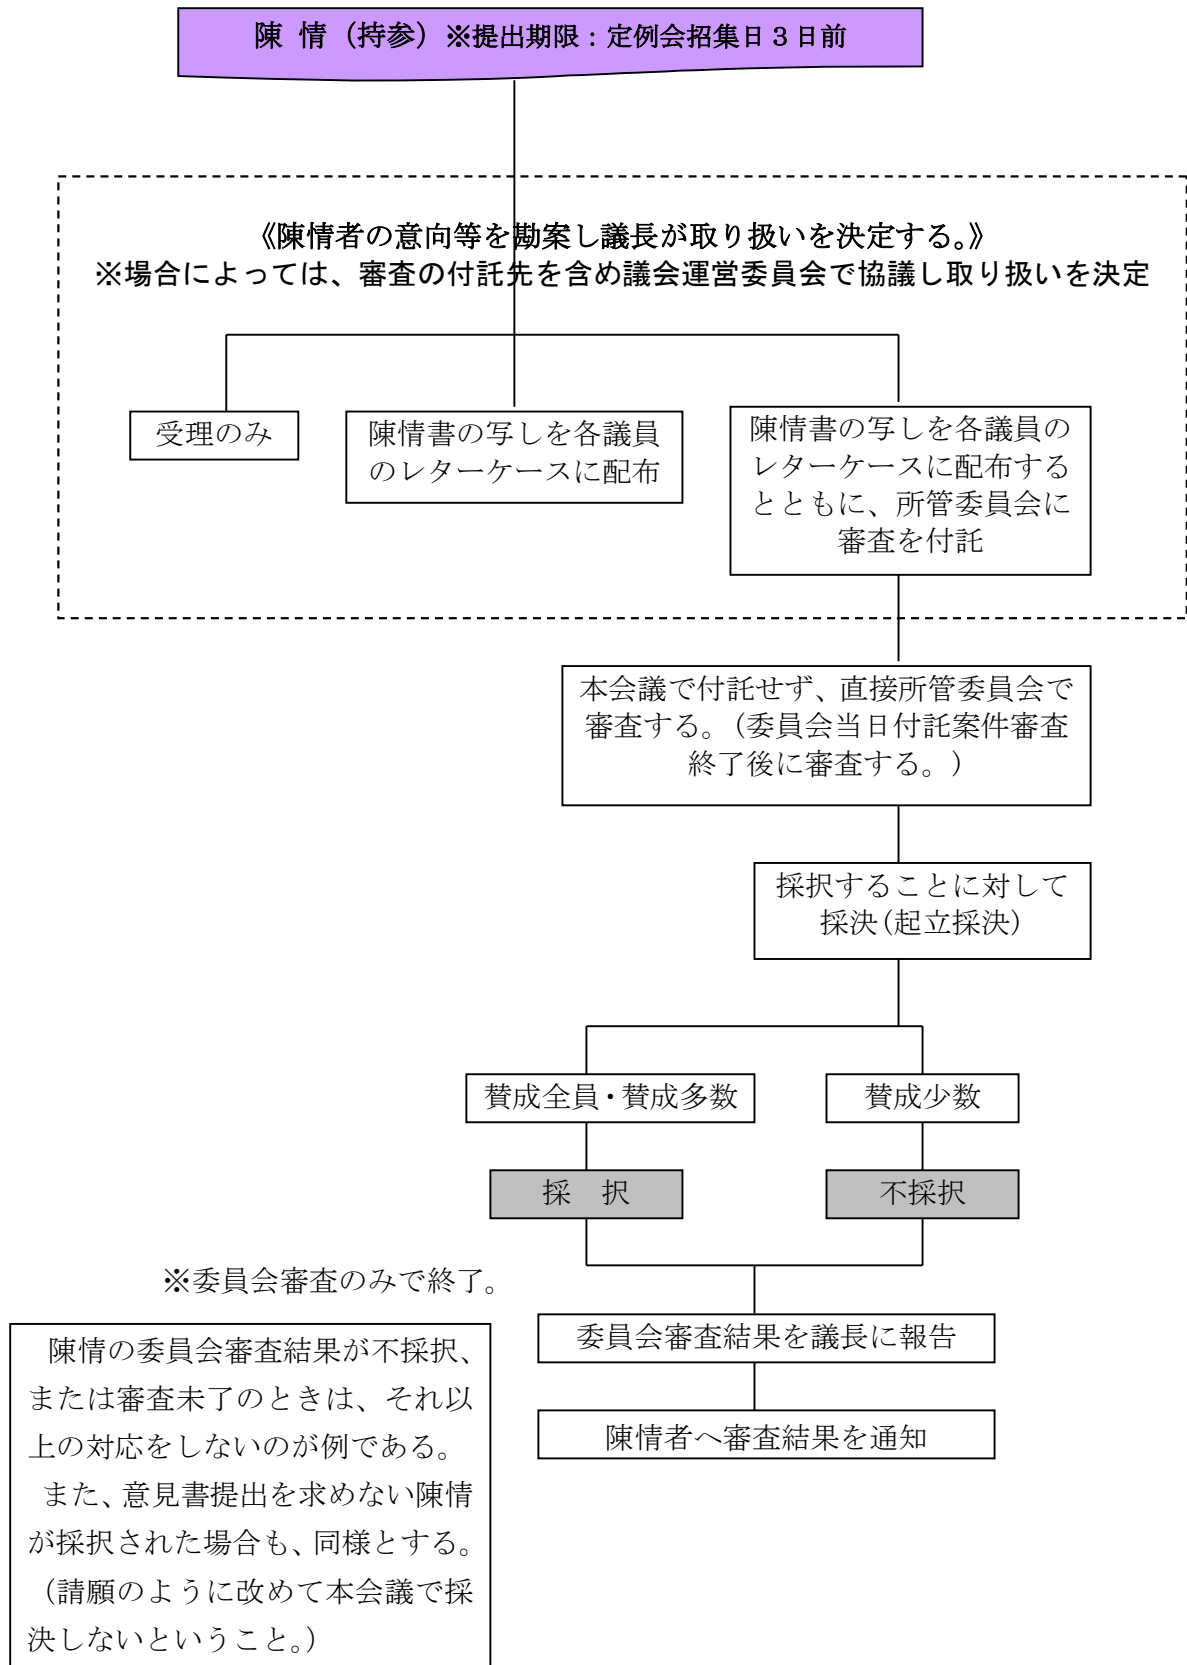 陳 情（持参）※提出期限：定例会招集日３日前
《陳情者の意向等を勘案し議長が取り扱いを決定する。》
※場合によっては、審査の付託先を含め議会運営委員会で協議し取り扱いを決定
受理のみ
陳情書の写しを各議員
のレターケースに配布
陳情書の写しを各議員の
レターケースに配布する
とともに、所管委員会に
審査を付託
本会議で付託せず、直接所管委員会で
審査する。（委員会当日付託案件審査
終了後に審査する。）
採択することに対して
採決（起立採決）
賛成全員・賛成多数
賛成少数
採　択
不採択
※委員会審査のみで終了。
委員会審査結果を議長に報告
陳情者へ審査結果を通知
陳情の委員会審査結果が不採択、
または審査未了のときは、それ以
上の対応をしないのが例である。
また、意見書提出を求めない陳情
が採択された場合も、同様とする。
（請願のように改めて本会議で採
決しないということ。）